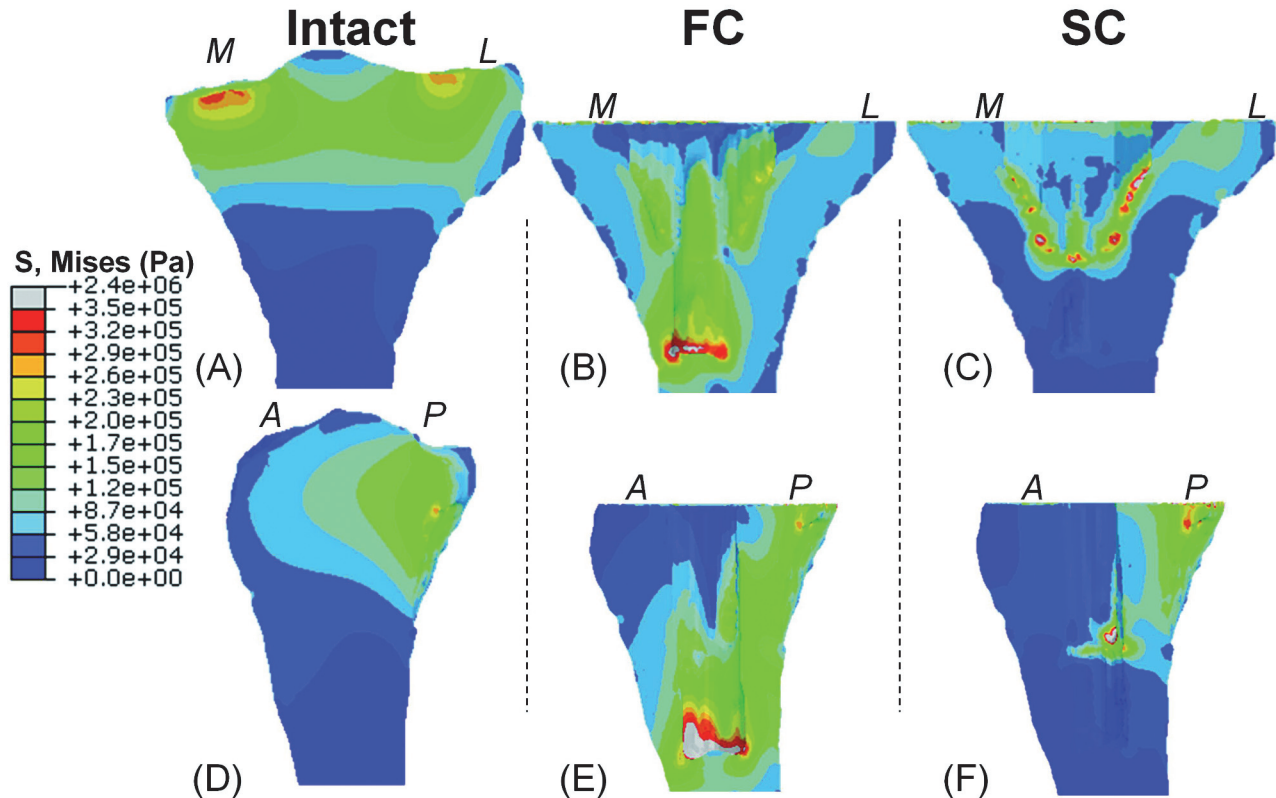 Intact
FC
SC
M
L
M
L
M
L
S, Mises (Pa)
+2.4e+06
+3.5e+05
+3.2e+05
+2.9e+05
+2.6e+05
+2.3e+05
+2.0e+05
+1.7e+05
+1.5e+05
+1.2e+05
+8.7e+04
+5.8e+04
+2.9e+04
+0.0e+00
(A)
(B)
(C)
A
P
A
P
A
P
(D)
(E)
(F)